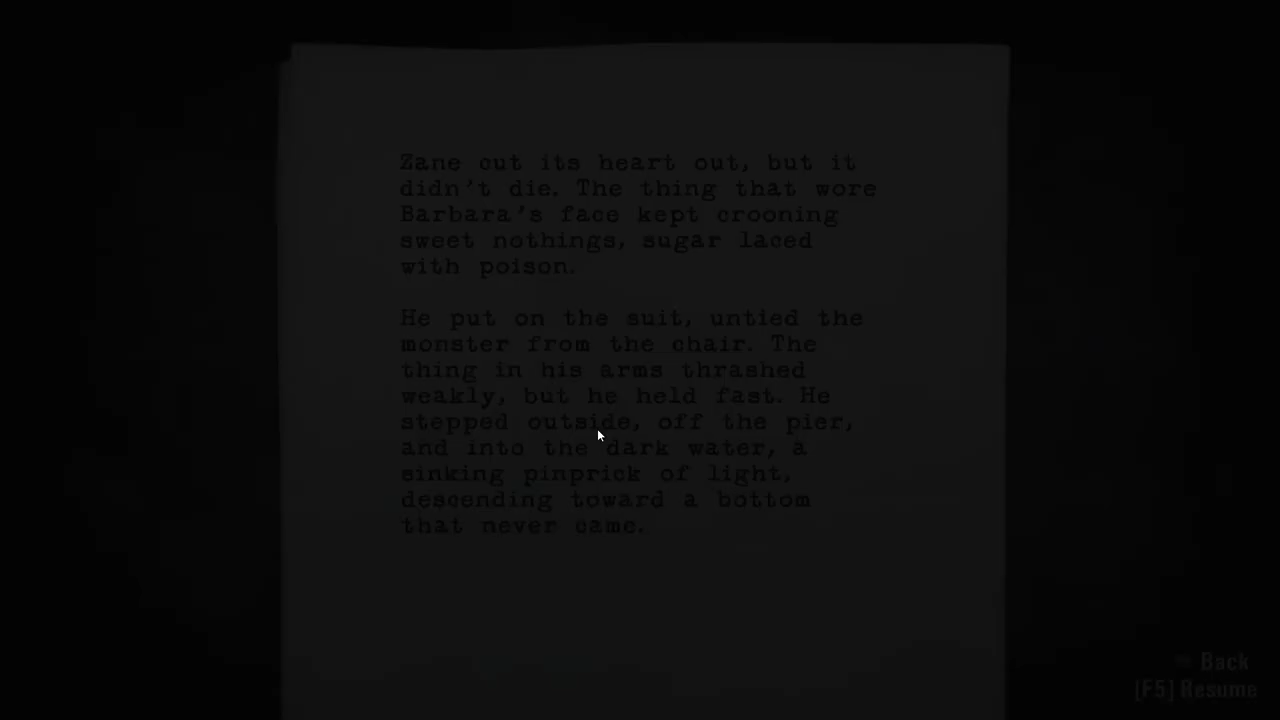 Zane cut its heart out, but it
didn't die. The thing that wore
Barbara's face kept crooning
sweet nothings, sugar laced
with poison.
He put on the suit, untied the
monster from the chair. The
thing in his arms thrashed
weakly, but he held fast. He
stepped outside, off the pier,
and into the dark water, a
sinking pinprick of light,
descending toward a bottom
that never came.
Back
[F5] Resume